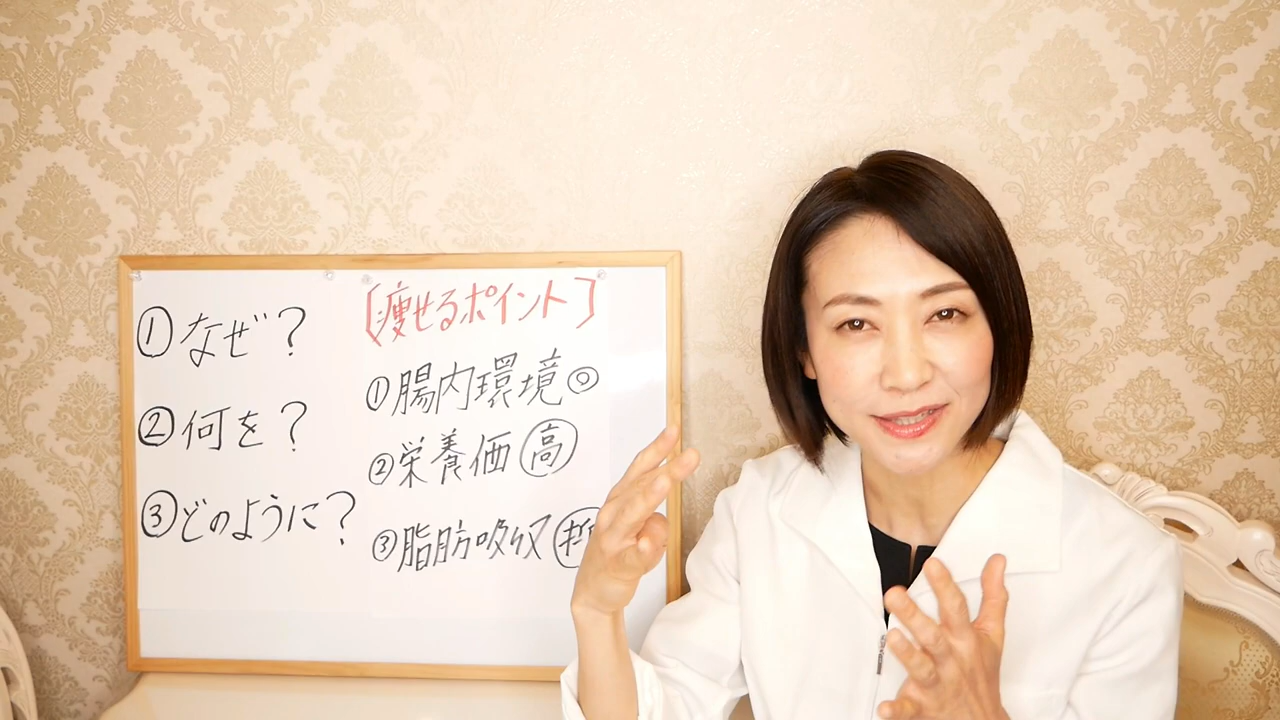 ①なぜ？
②何を？
③どのように？
[痩せるポイント]
①腸内環境◎
②栄養価高
③脂肪吸収